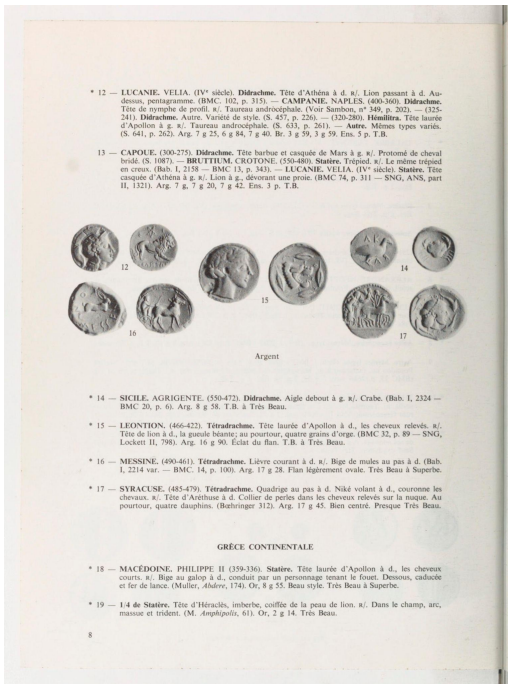 * 12 — LUCANIE. VELIA. (IVe siècle). Didrachme. Tête d'Athéna à d. R/. Lion passant à d. Au-
dessus, pentagramme. (BMC. 102, p. 315). — CAMPANIE. NAPLES. (400-360). Didrachme.
Tête de nymphe de profil. R/. Taureau androcéphale. (Voir Sambon, n° 349, p. 202). — (325-
241). Didrachme. Autre. Variété de style. (S. 457, p. 226). — (320-280). Hémilitra. Tête laurée
d'Apollon à g. R/. Taureau androcéphale. (S. 633, p. 261). — Autre. Mêmes types variés.
(S. 641, p. 262). Arg. 7 g 25, 6 g 84, 7 g 40. Br. 3 g 59, 3 g 59. Ens. 5 p. T.B.
13 — CAPOUE. (300-275). Didrachme. Tête barbue et casquée de Mars à g. R/. Protomé de cheval
bridé. (S. 1087). — BRUTTIUM. CROTONE. (550-480). Statère. Trépied. R/. Le même trépied
en creux. (Bab. I, 2158 — BMC 13, p. 343). — LUCANIE. VELIA. (IVe siècle). Statère. Tête
casquée d'Athéna à g. R/. Lion à g., dévorant une proie. (BMC 74, p. 311 — SNG, ANS, part
II, 1321). Arg. 7 g, 7 g 20, 7 g 42. Ens. 3 p. T.B.
12
14
15
16
17
Argent
* 14 — SICILE. AGRIGENTE. (550-472). Didrachme. Aigle debout à g. R/. Crabe. (Bab. I, 2324 —
BMC 20, p. 6). Arg. 8 g 58. T.B. à Très Beau.
* 15 — LEONTION. (466-422). Tétradrachme. Tête laurée d'Apollon à d., les cheveux relevés. R/.
Tête de lion à d., la gueule béante; au pourtour, quatre grains d'orge. (BMC 32, p. 89 — SNG,
Lockett II, 798). Arg. 16 g 90. Éclat du flan. T.B. à Très Beau.
* 16 — MESSINE. (490-461). Tétradrachme. Lièvre courant à d. R/. Bige de mules au pas à d. (Bab.
I, 2214 var. — BMC. 14, p. 100). Arg. 17 g 28. Flan légèrement ovale. Très Beau à Superbe.
* 17 — SYRACUSE. (485-479). Tétradrachme. Quadrige au pas à d. Niké volant à d., couronne les
chevaux. R/. Tête d'Aréthuse à d. Collier de perles dans les cheveux relevés sur la nuque. Au
pourtour, quatre dauphins. (Bœhringer 312). Arg. 17 g 45. Bien centré. Presque Très Beau.
GRÈCE CONTINENTALE
* 18 — MACÉDOINE. PHILIPPE II (359-336). Statère. Tête laurée d'Apollon à d., les cheveux
courts. R/. Bige au galop à d., conduit par un personnage tenant le fouet. Dessous, caducée
et fer de lance. (Muller, Abdere, 174). Or, 8 g 55. Beau style. Très Beau à Superbe.
* 19 — 1/4 de Statère. Tête d'Héraclès, imberbe, coiffée de la peau de lion. R/. Dans le champ, arc,
massue et trident. (M. Amphipolis, 61). Or, 2 g 14. Très Beau.
8